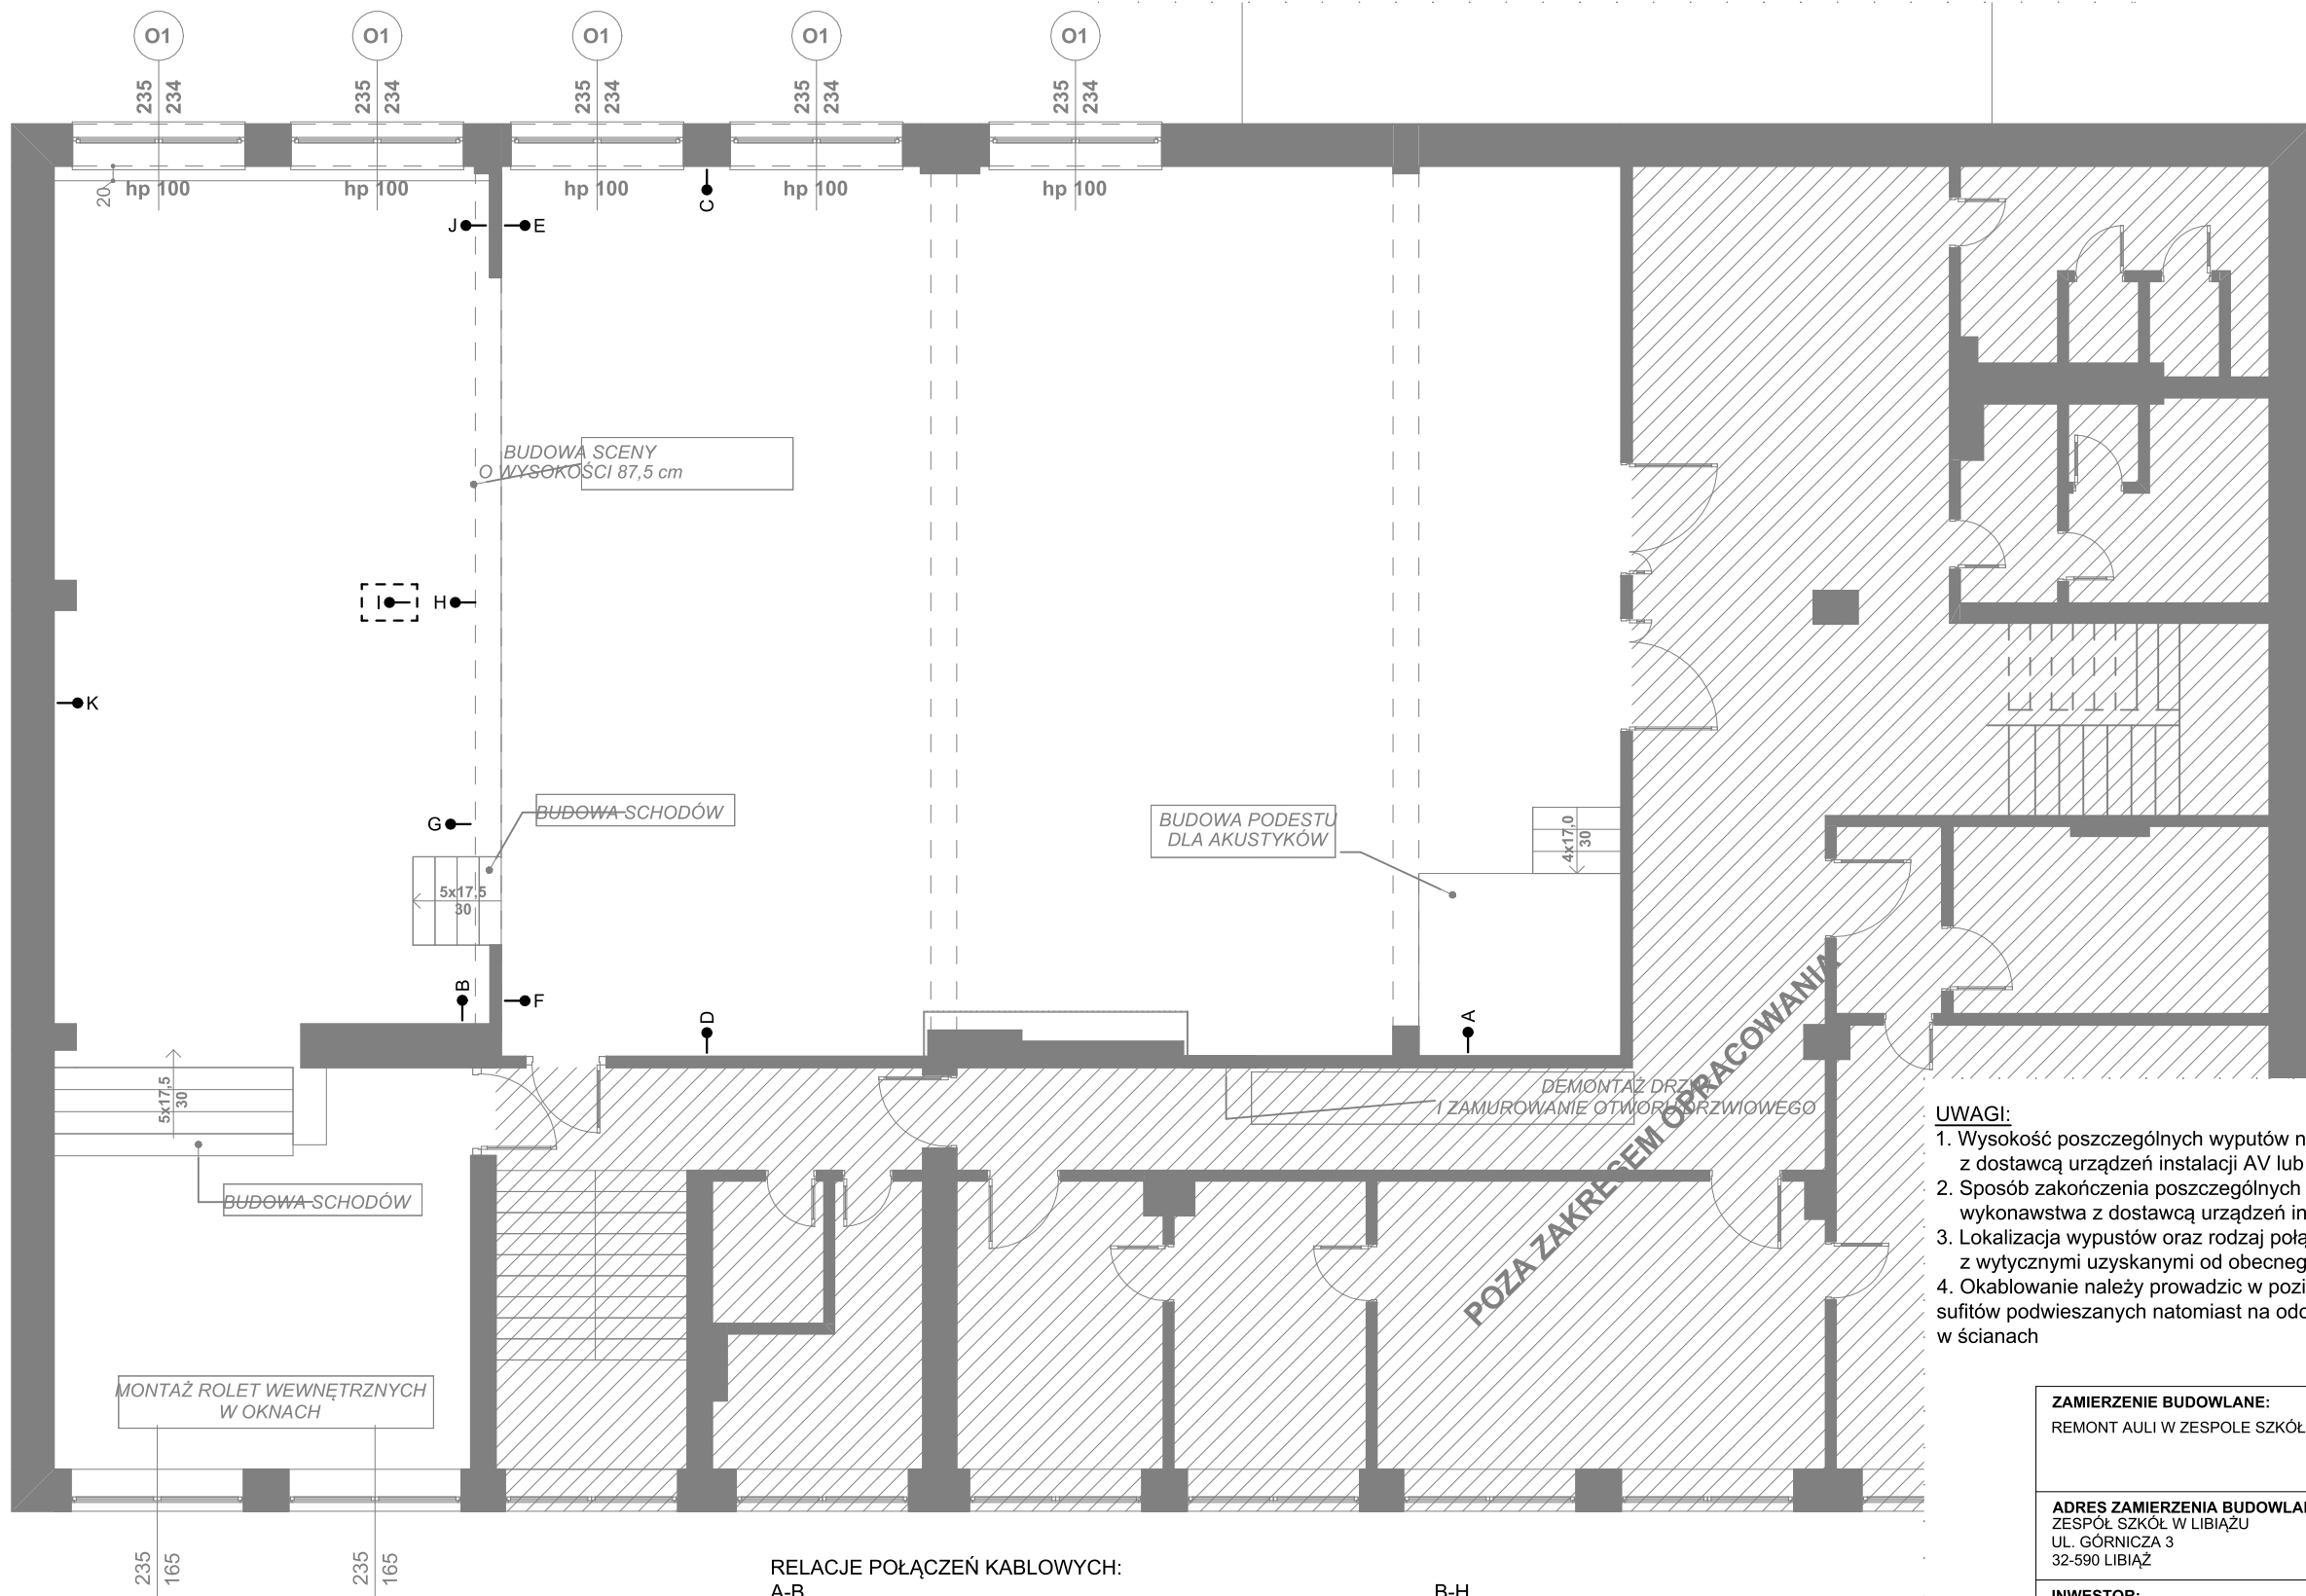 O1 O1 O1 O1 O1
235 234 235 234 235 234 235 234 235 234
20 hp 100 hp 100 hp 100 hp 100 hp 100
C
J E
BUDOWA SCENY
O WYSOKOŚCI 87,5 cm
I H
K
BUDOWA SCHODÓW
G
BUDOWA PODESTU
DLA AKUSTYKÓW
4x17,0
30
5x17,5
30
B F
D A
POZA ZAKRESEM OPRACOWANIA
5x17,5
30
DEMONTAŻ DRZWI
I ZAMUROWANIE OTWORU DRZWIOWEGO
BUDOWA SCHODÓW
MONTAŻ ROLET WEWNĘTRZNYCH
W OKNACH
235 165 235 165
UWAGI:
1. Wysokość poszczególnych wyputów n
z dostawcą urządzeń instalacji AV lub
2. Sposób zakończenia poszczególnych
wykonawstwa z dostawcą urządzeń in
3. Lokalizacja wypustów oraz rodzaj połą
z wytycznymi uzyskanymi od obecneg
4. Okablowanie należy prowadzic w pozi
sufitów podwieszanych natomiast na odc
w ścianach
ZAMIERZENIE BUDOWLANE:
REMONT AULI W ZESPOLE SZKÓŁ
ADRES ZAMIERZENIA BUDOWLAN
ZESPÓŁ SZKÓŁ W LIBIĄŻU
UL. GÓRNICZA 3
32-590 LIBIĄŻ
INWESTOR:
RELACJE POŁĄCZEŃ KABLOWYCH:
A-B B-H